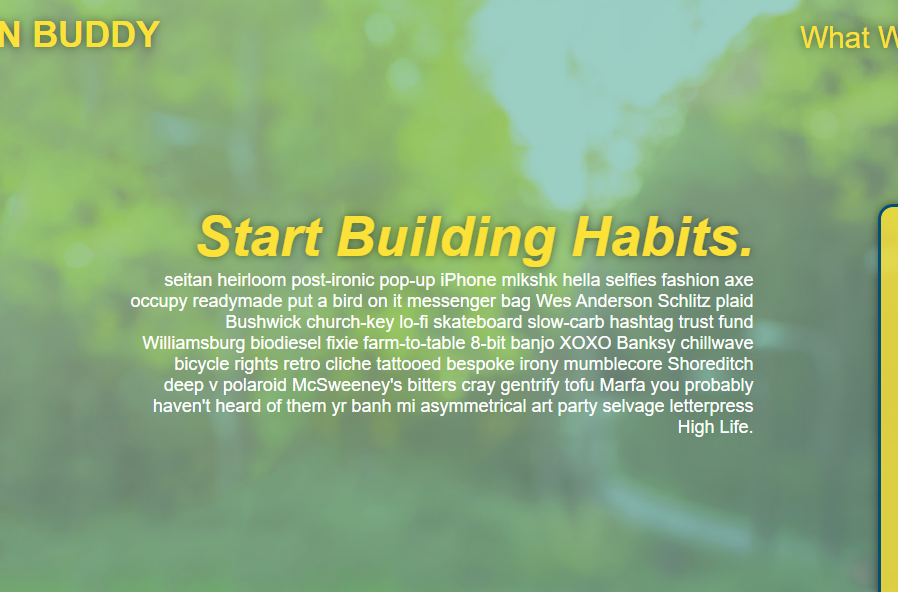 N BUDDY
What W
Start Building Habits.
seitan heirloom post-ironic pop-up iPhone mlkshk hella selfies fashion axe
occupy readymade put a bird on it messenger bag Wes Anderson Schlitz plaid
Bushwick church-key lo-fi skateboard slow-carb hashtag trust fund
Williamsburg biodiesel fixie farm-to-table 8-bit banjo XOXO Banksy chillwave
bicycle rights retro cliche tattooed bespoke irony mumblecore Shoreditch
deep v polaroid McSweeney's bitters cray gentrify tofu Marfa you probably
haven't heard of them yr banh mi asymmetrical art party selvage letterpress
High Life.